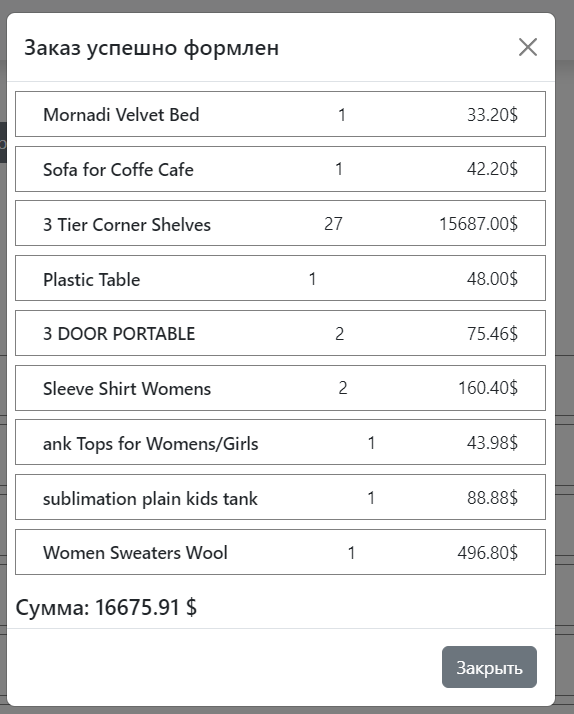 Заказ успешно формлен
Mornadi Velvet Bed 1 33.20$
Sofa for Coffe Cafe 1 42.20$
3 Tier Corner Shelves 27 15687.00$
Plastic Table 1 48.00$
3 DOOR PORTABLE 2 75.46$
Sleeve Shirt Womens 2 160.40$
ank Tops for Womens/Girls 1 43.98$
sublimation plain kids tank 1 88.88$
Women Sweaters Wool 1 496.80$
Сумма: 16675.91 $
Закрыть